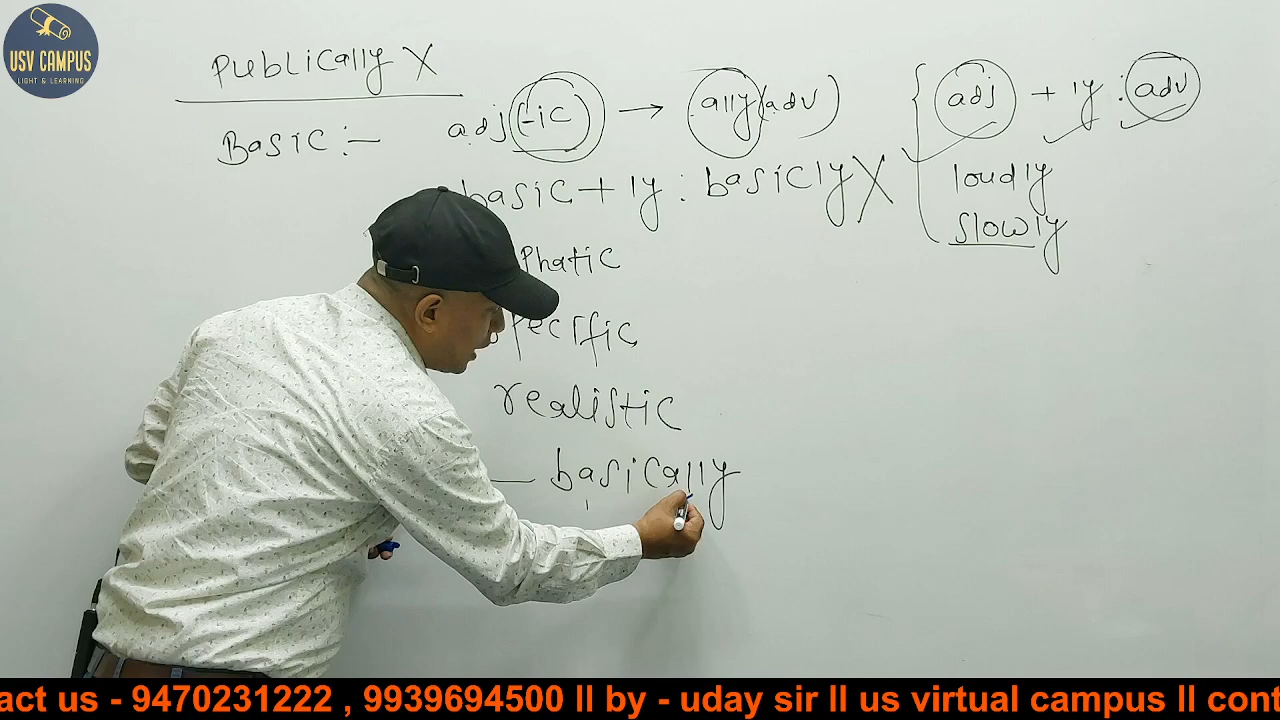 USV CAMPUS
LIGHT & LEARNING
Publically X
Basic :-
adj (-ic) → ally (adv)
basic + ly : basicly X
phatic
pecific
realistic
— basically
{ adj + ly : adv
loudly
slowly
act us - 9470231222 , 9939694500 ll by - uday sir ll us virtual campus ll cont